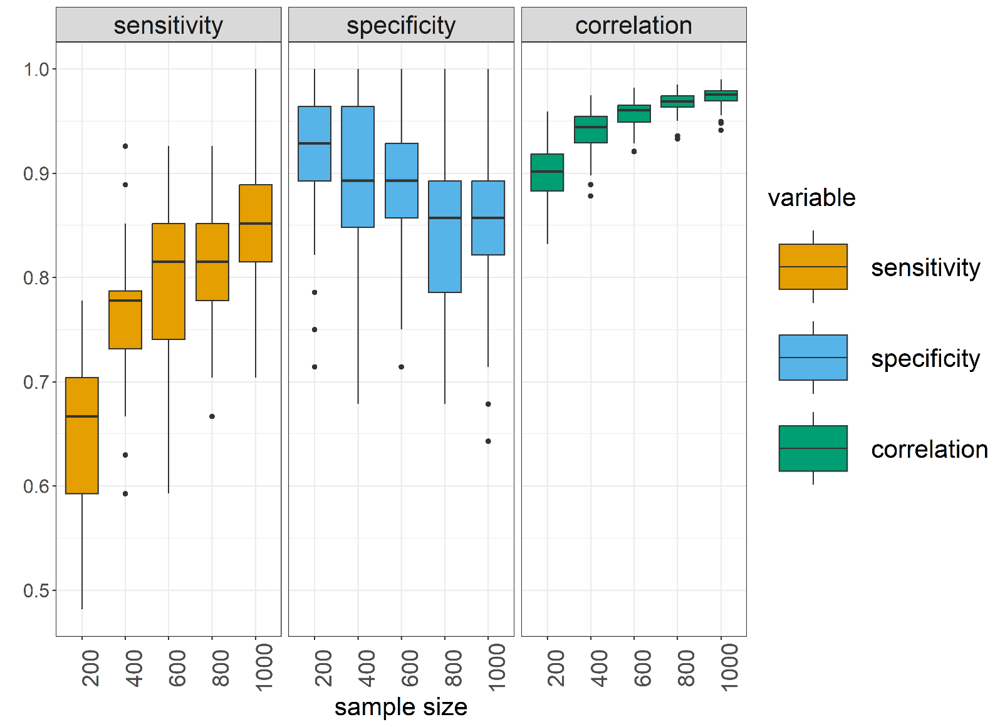 sensitivity specificity correlation
1.0
0.9
0.8
0.7
0.6
0.5
200 400 600 800 1000 200 400 600 800 1000 200 400 600 800 1000
sample size
variable
sensitivity
specificity
correlation